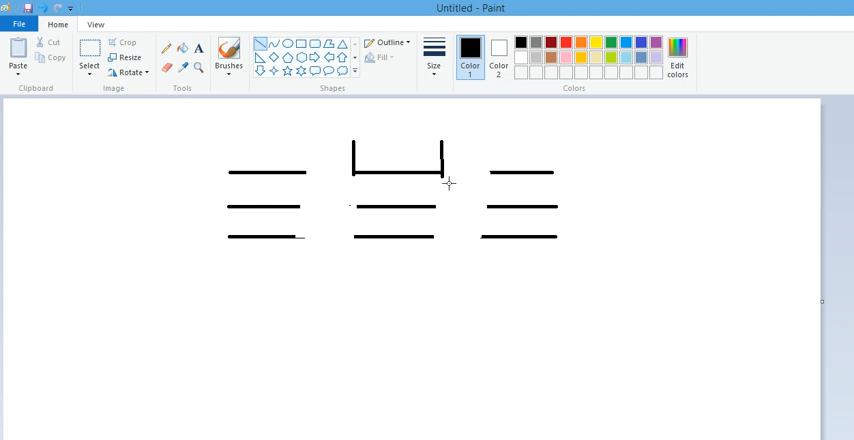 Untitled - Paint
File Home View
Paste
Cut
Copy
Clipboard
Select
Crop
Resize
Rotate
Image
A
Tools
Brushes
Outline
Fill
Shapes
Size
Color 1
Color 2
Edit colors
Colors